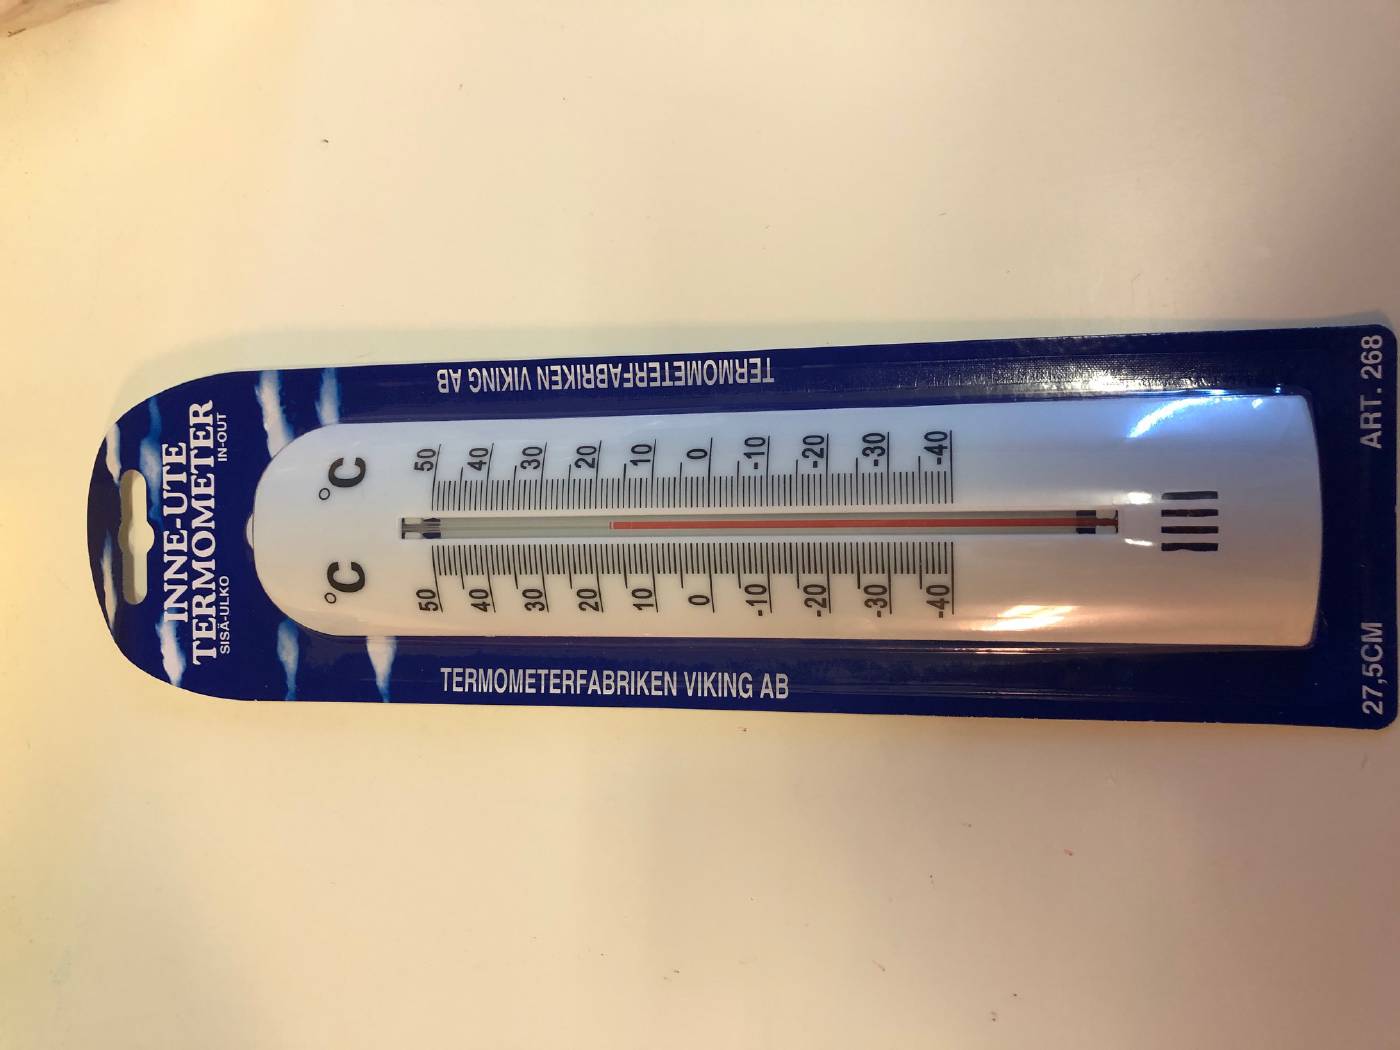 INNE-UTE
TERMOMETER
SISÄ-ULKO IN-OUT
°C °C
50 50
40 40
30 30
20 20
10 10
0 0
-10 -10
-20 -20
-30 -30
-40 -40
TERMOMETERFABRIKEN VIKING AB
TERMOMETERFABRIKEN VIKING AB
27,5CM ART. 268